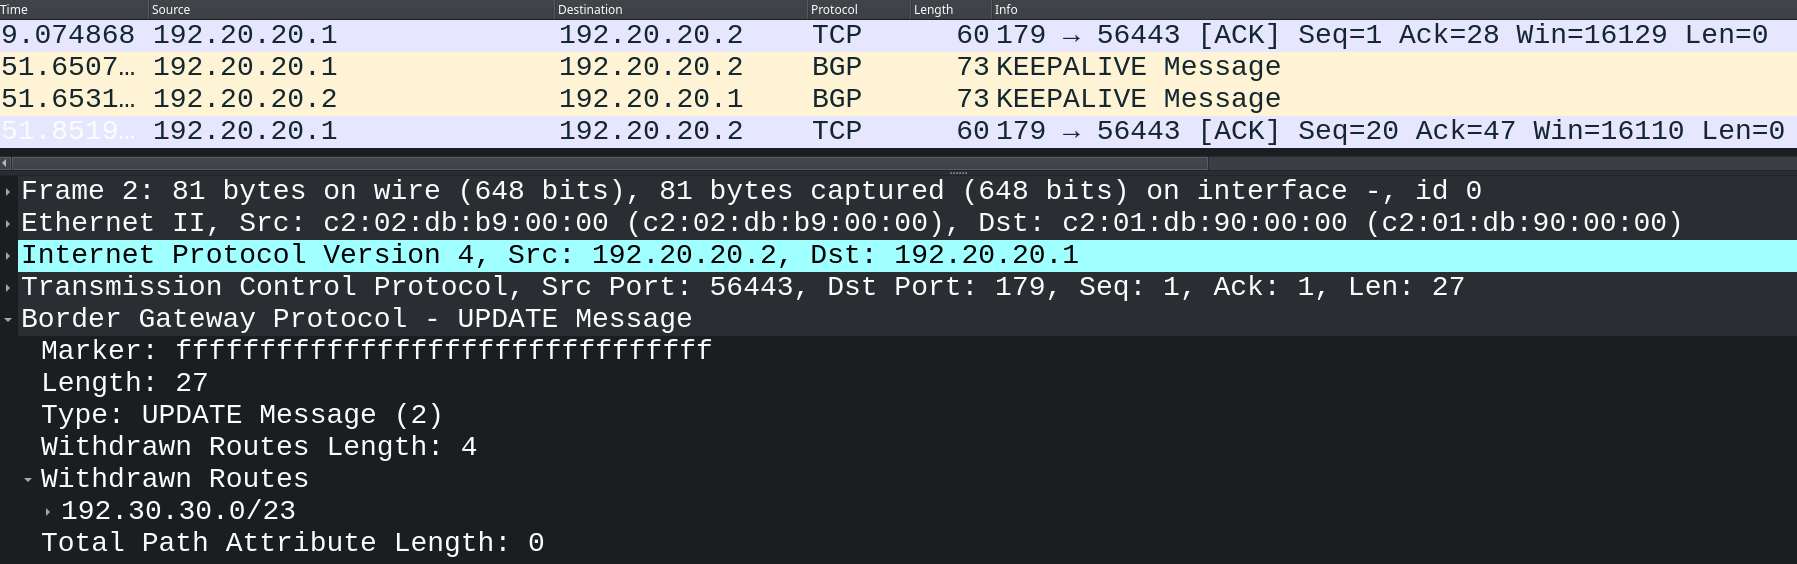 Time Source Destination Protocol Length Info
9.074868 192.20.20.1 192.20.20.2 TCP 60 179 → 56443 [ACK] Seq=1 Ack=28 Win=16129 Len=0
51.6507… 192.20.20.1 192.20.20.2 BGP 73 KEEPALIVE Message
51.6531… 192.20.20.2 192.20.20.1 BGP 73 KEEPALIVE Message
51.8519… 192.20.20.1 192.20.20.2 TCP 60 179 → 56443 [ACK] Seq=20 Ack=47 Win=16110 Len=0
Frame 2: 81 bytes on wire (648 bits), 81 bytes captured (648 bits) on interface -, id 0
Ethernet II, Src: c2:02:db:b9:00:00 (c2:02:db:b9:00:00), Dst: c2:01:db:90:00:00 (c2:01:db:90:00:00)
Internet Protocol Version 4, Src: 192.20.20.2, Dst: 192.20.20.1
Transmission Control Protocol, Src Port: 56443, Dst Port: 179, Seq: 1, Ack: 1, Len: 27
Border Gateway Protocol - UPDATE Message
Marker: ffffffffffffffffffffffffffffffff
Length: 27
Type: UPDATE Message (2)
Withdrawn Routes Length: 4
Withdrawn Routes
192.30.30.0/23
Total Path Attribute Length: 0